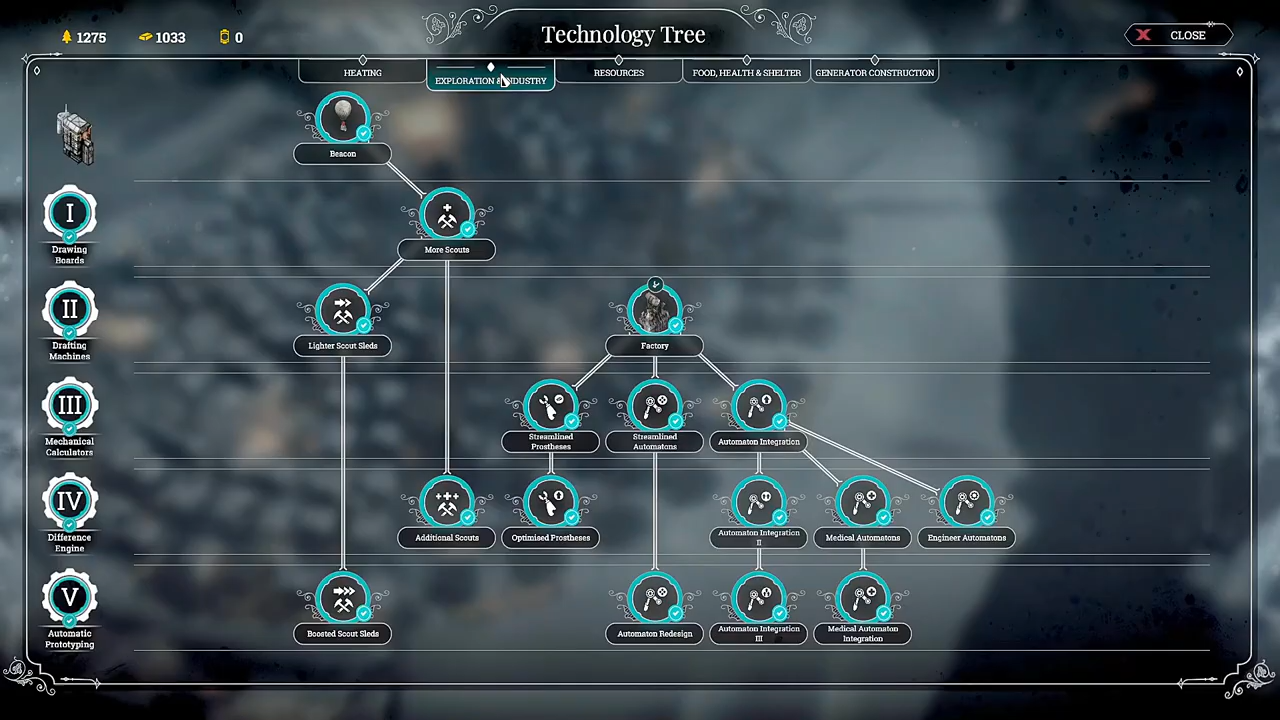 1275
1033
0
Technology Tree
CLOSE
HEATING
EXPLORATION & INDUSTRY
RESOURCES
FOOD, HEALTH & SHELTER
GENERATOR CONSTRUCTION
Beacon
I
Drawing
Boards
More Scouts
II
Drafting
Machines
Lighter Scout Sleds
Factory
III
Mechanical
Calculators
Streamlined
Prostheses
Streamlined
Automatons
Automaton Integration
IV
Difference
Engine
Additional Scouts
Optimised Prostheses
Automaton Integration
II
Medical Automatons
Engineer Automatons
V
Automatic
Prototyping
Boosted Scout Sleds
Automaton Redesign
Automaton Integration
III
Medical Automaton
Integration